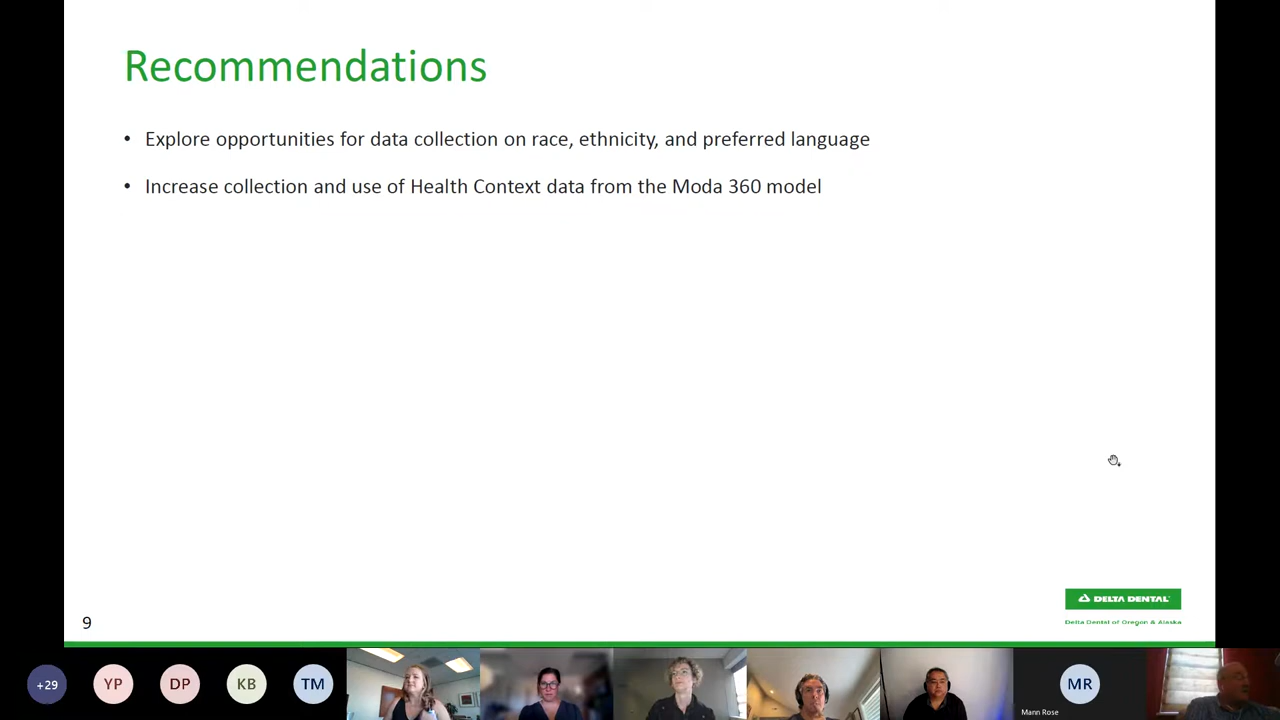 Recommendations
• Explore opportunities for data collection on race, ethnicity, and preferred language
• Increase collection and use of Health Context data from the Moda 360 model
DELTA DENTAL
Delta Dental of Oregon & Alaska
9
+29
YP
DP
KB
TM
MR
Mann Rose